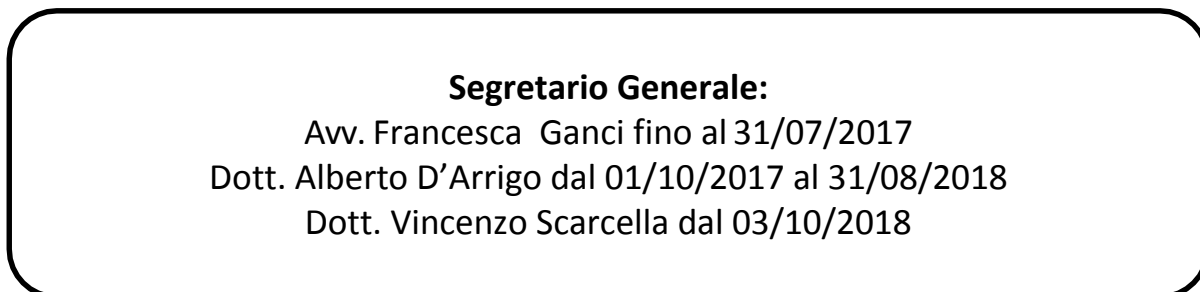 Segretario Generale:
Avv. Francesca Ganci fino al 31/07/2017
Dott. Alberto D’Arrigo dal 01/10/2017 al 31/08/2018
Dott. Vincenzo Scarcella dal 03/10/2018